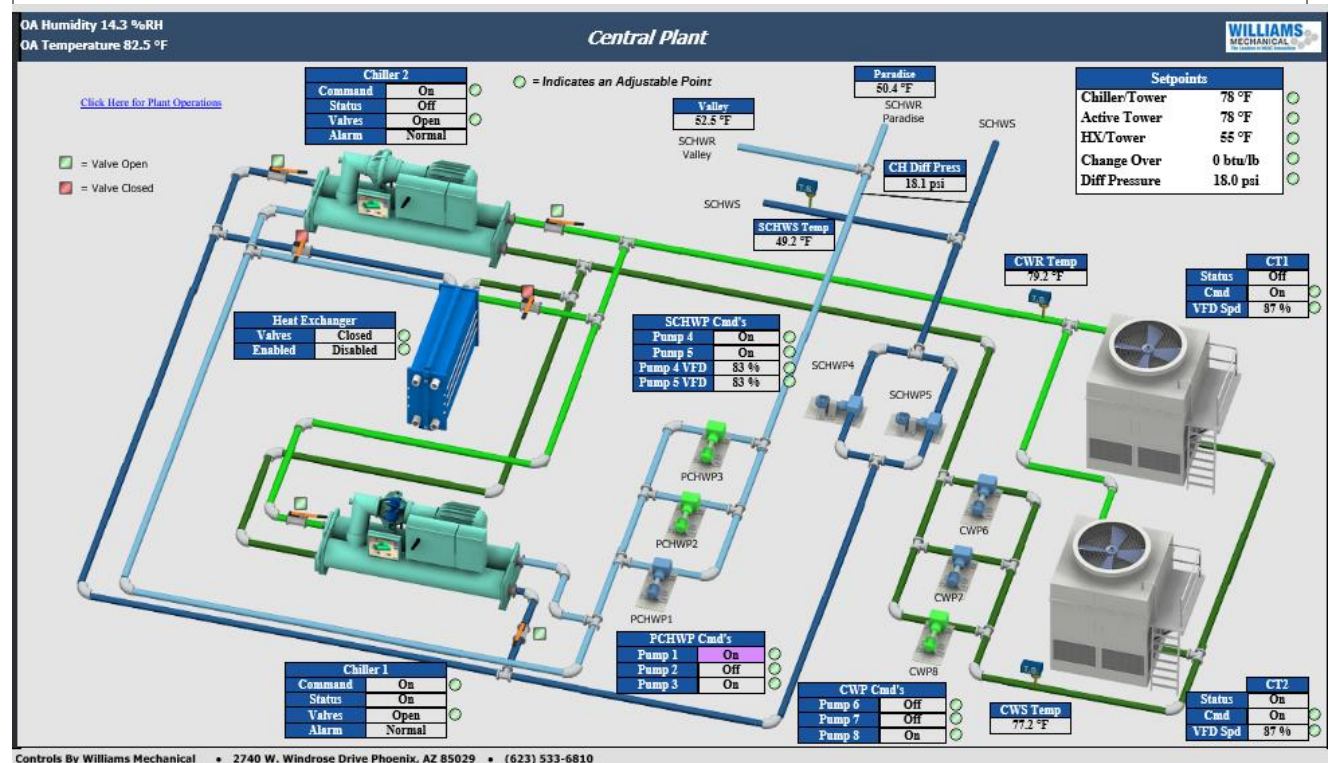 OA Humidity 14.3 %RH
OA Temperature 82.5 °F
Central Plant
WILLIAMS
MECHANICAL
Click Here for Plant Operations
= Valve Open
= Valve Closed
Chiller 2
Command On
Status Off
Valves Open
Alarm Normal
= Indicates an Adjustable Point
Valley
52.5 °F
SCHWR
Valley
Paradise
50.4 °F
SCHWR
Paradise
SCHWS
CH Diff Press
18.1 psi
SCHWS
T.S.
SCHWS Temp
49.2 °F
Setpoints
Chiller/Tower 78 °F
Active Tower 78 °F
HX/Tower 55 °F
Change Over 0 btu/lb
Diff Pressure 18.0 psi
CWR Temp
79.2 °F
T.S.
CT1
Status Off
Cmd On
VFD Spd 87 %
Heat Exchanger
Valves Closed
Enabled Disabled
SCHWP Cmd's
Pump 4 On
Pump 5 On
Pump 4 VFD 83 %
Pump 5 VFD 83 %
SCHWP4
SCHWP5
PCHWP3
PCHWP2
PCHWP1
CWP6
CWP7
CWP8
PCHWP Cmd's
Pump 1 On
Pump 2 Off
Pump 3 On
Chiller 1
Command On
Status On
Valves Open
Alarm Normal
CWP Cmd's
Pump 6 Off
Pump 7 Off
Pump 8 On
T.S.
CWS Temp
77.2 °F
CT2
Status On
Cmd On
VFD Spd 87 %
Controls By Williams Mechanical • 2740 W. Windrose Drive Phoenix, AZ 85029 • (623) 533-6810